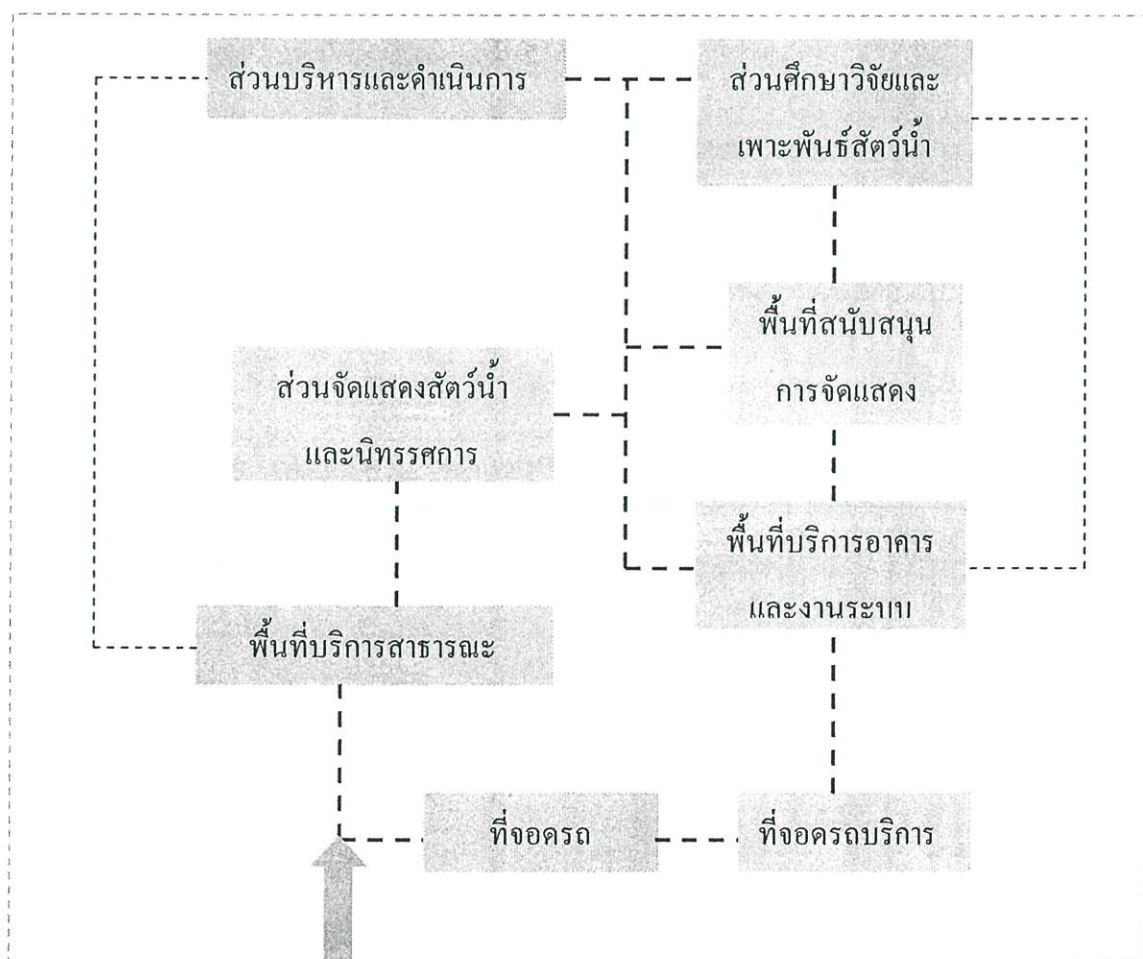 ส่วนบริหารและดำเนินการ
ส่วนศึกษาวิจัยและ
เพาะพันธ์สัตว์น้ำ
พื้นที่สนับสนุน
การจัดแสดง
ส่วนจัดแสดงสัตว์น้ำ
และนิทรรศการ
พื้นที่บริการอาคาร
และงานระบบ
พื้นที่บริการสาธารณะ
ที่จอดรถ
ที่จอดรถบริการ